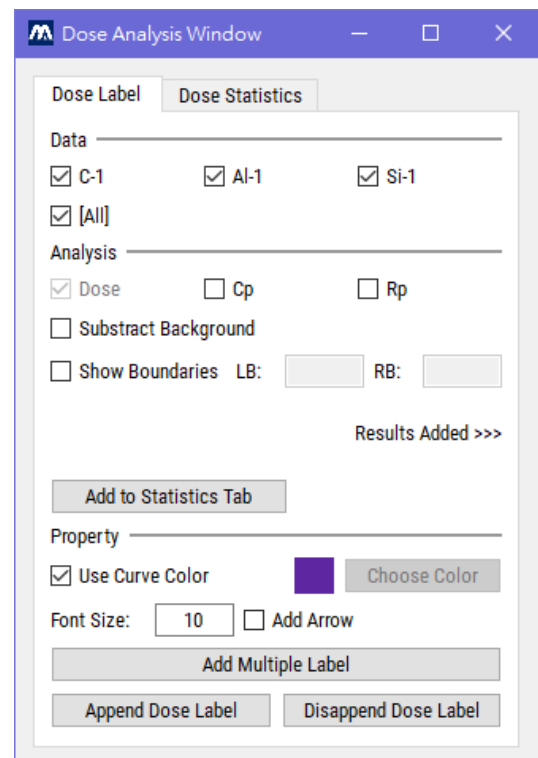 Dose Analysis Window
Dose Label Dose Statistics
Data
C-1 Al-1 Si-1
[All]
Analysis
Dose Cp Rp
Substract Background
Show Boundaries LB: RB:
Results Added >>>
Add to Statistics Tab
Property
Use Curve Color Choose Color
Font Size: 10 Add Arrow
Add Multiple Label
Append Dose Label Disappend Dose Label